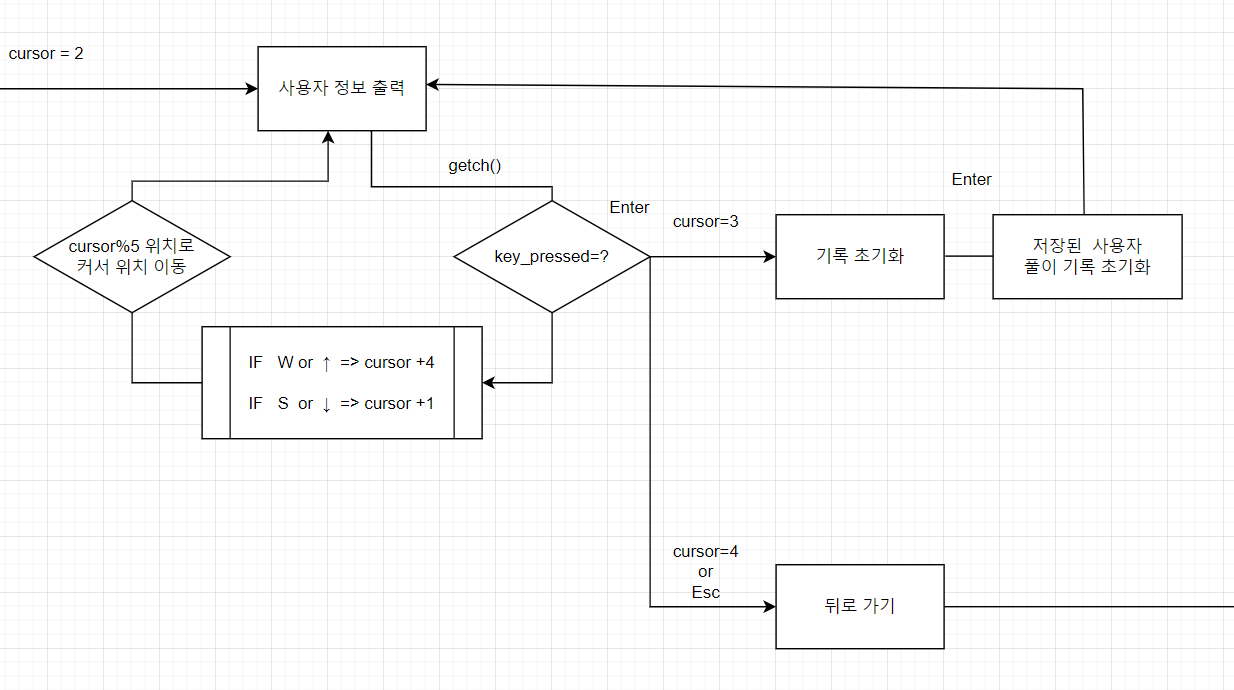 cursor = 2
사용자 정보 출력
getch()
Enter
Enter
cursor=3
cursor%5 위치로
커서 위치 이동
key_pressed=?
기록 초기화
저장된 사용자
풀이 기록 초기화
IF W or ↑ => cursor +4
IF S or ↓ => cursor +1
cursor=4
or
Esc
뒤로 가기